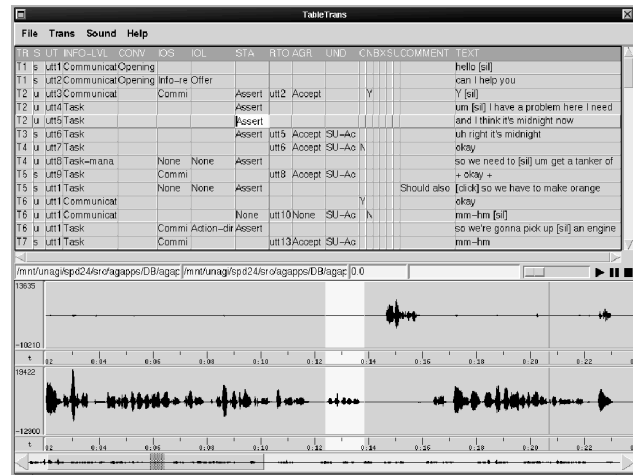 TableTrans
File Trans Sound Help
TR S UT INFO-LVL CONV IOS IOL STA RTO AGR UND CNBXSLCOMMENT TEXT
T1 s utt1 Communicat Opening hello [sil]
T1 s utt2 Communicat Opening Info-re Offer can I help you
T2 u utt3 Communicat Commi Assert utt2 Accept Y Y [sil]
T2 u utt4 Task Assert um [sil] I have a problem here I need
T2 u utt5 Task Assert and I think it's midnight now
T3 s utt6 Task Assert utt5 Accept SU-Ac uh right it's midnight
T4 u utt7 Task utt6 Accept SU-Ac N okay
T4 u utt8 Task-mana None None Assert so we need to [sil] um get a tanker of
T5 s utt9 Task Commi utt8 Accept SU-Ac + okay +
T5 s utt1 Task None None Assert Should also [click] so we have to make orange
T6 u utt1 Communicat Y okay
T6 u utt1 Communicat None utt10 None SU-Ac N mm-hm [sil]
T6 u utt1 Task Commi Action-dir Assert so we're gonna pick up [sil] an engine
T7 s utt1 Task Commi utt13 Accept SU-Ac mm-hm
/mnt/unagi/spd24/src/agapps/DB/agap /mnt/unagi/spd24/src/agapps/DB/agap 0.0
13635
-10210
t 02 0:04 0:06 0:08 0:10 0:12 0:14 0:16 0:18 0:20 0:22 0
19422
-12900
t 02 0:04 0:06 0:08 0:10 0:12 0:14 0:16 0:18 0:20 0:22 0